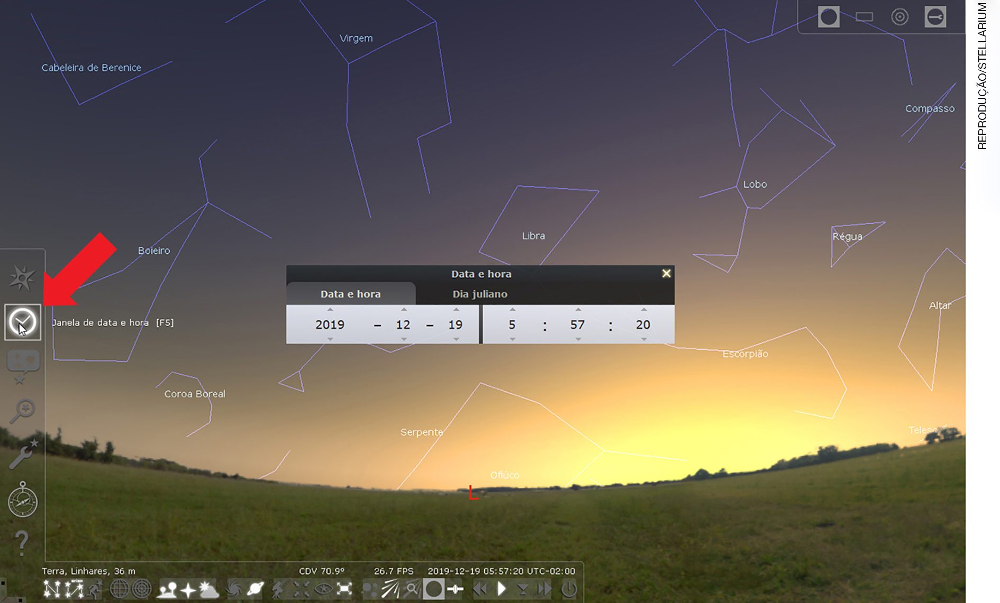 REPRODUÇÃO/STELLARIUM
Virgem
Cabeleira de Berenice
Compasso
Lobo
Libra
Régua
Boieiro
Data e hora
Data e hora Dia juliano
2019 - 12 - 19 5 : 57 : 20
Altar
Janela de data e hora [F5]
Escorpião
Coroa Boreal
Serpente
Ofiúco
L
Terra, Linhares, 36 m CDV 70.9° 26.7 FPS 2019-12-19 05:57:20 UTC-02:00